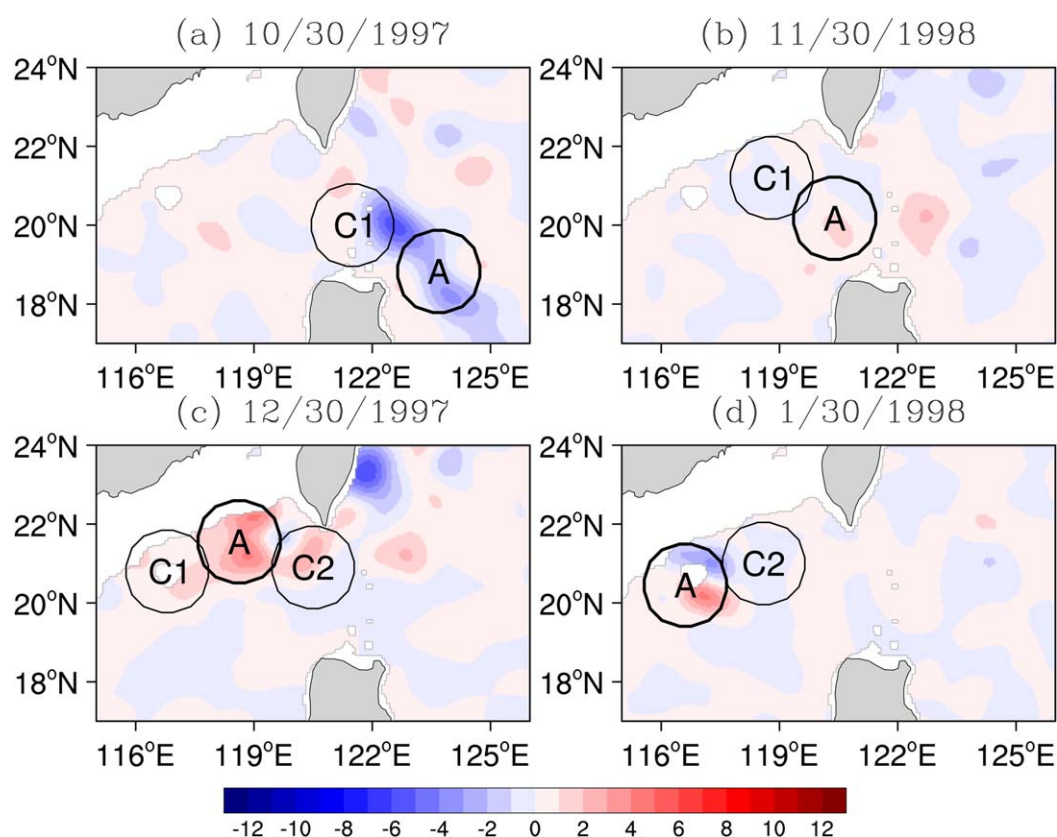 (a) 10/30/1997
(b) 11/30/1998
24°N
22°N
20°N
18°N
C1
A
116°E
119°E
122°E
125°E
24°N
22°N
20°N
18°N
C1
A
116°E
119°E
122°E
125°E
(c) 12/30/1997
(d) 1/30/1998
24°N
22°N
20°N
18°N
C1
A
C2
116°E
119°E
122°E
125°E
24°N
22°N
20°N
18°N
A
C2
116°E
119°E
122°E
125°E
-12 -10 -8 -6 -4 -2 0 2 4 6 8 10 12